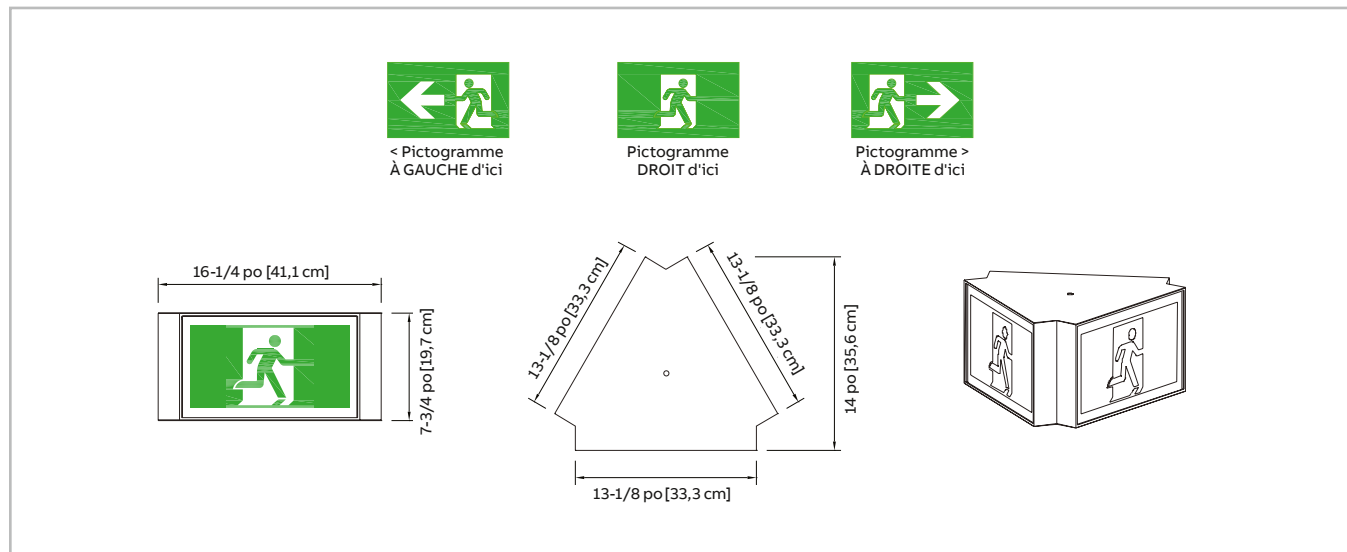 < Pictogramme
À GAUCHE d'ici
Pictogramme
DROIT d'ici
Pictogramme >
À DROITE d'ici
16-1/4 po [41,1 cm]
7-3/4 po [19,7 cm]
13-1/8 po [33,3 cm]
13-1/8 po [33,3 cm]
14 po [35,6 cm]
13-1/8 po [33,3 cm]